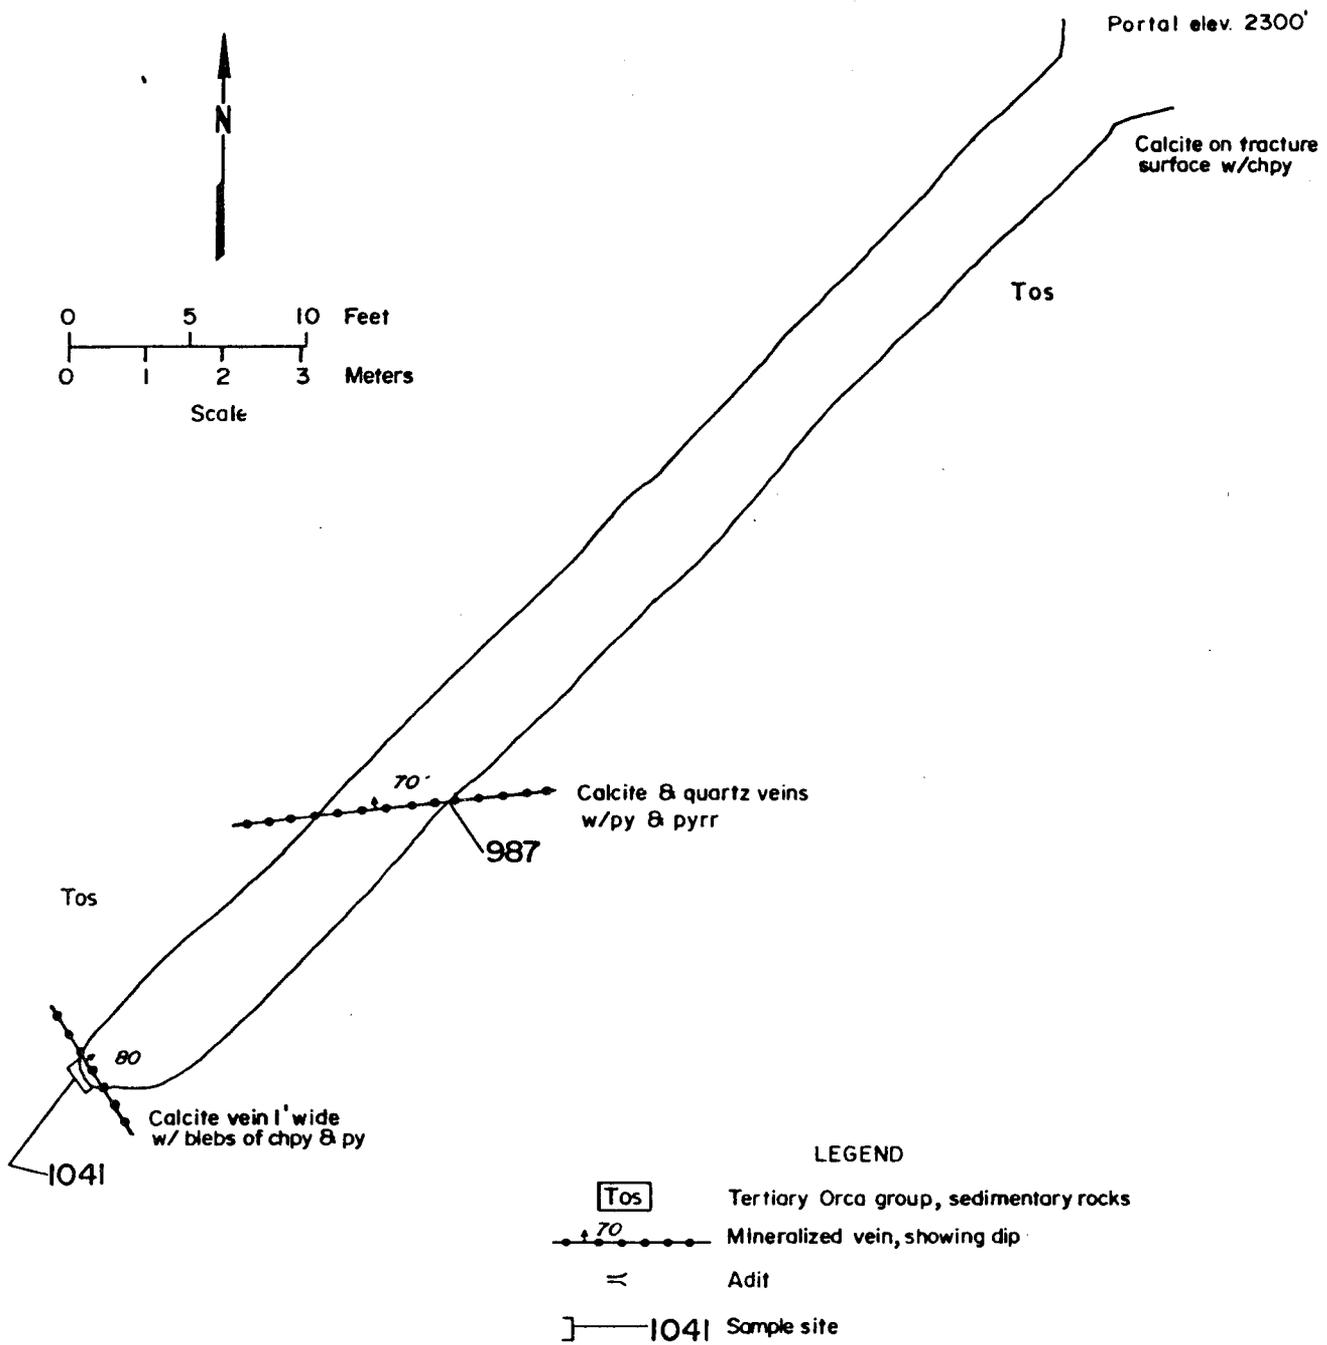 Portal elev. 2300'
N
Calcite on tracture
surface w/chpy
Tos
0 5 10 Feet
0 1 2 3 Meters
Scale
70
Calcite & quartz veins
w/py & pyrr
987
Tos
80
Calcite vein 1' wide
w/ blebs of chpy & py
1041
LEGEND
Tos Tertiary Orca group, sedimentary rocks
70 Mineralized vein, showing dip
Adit
1041 Sample site